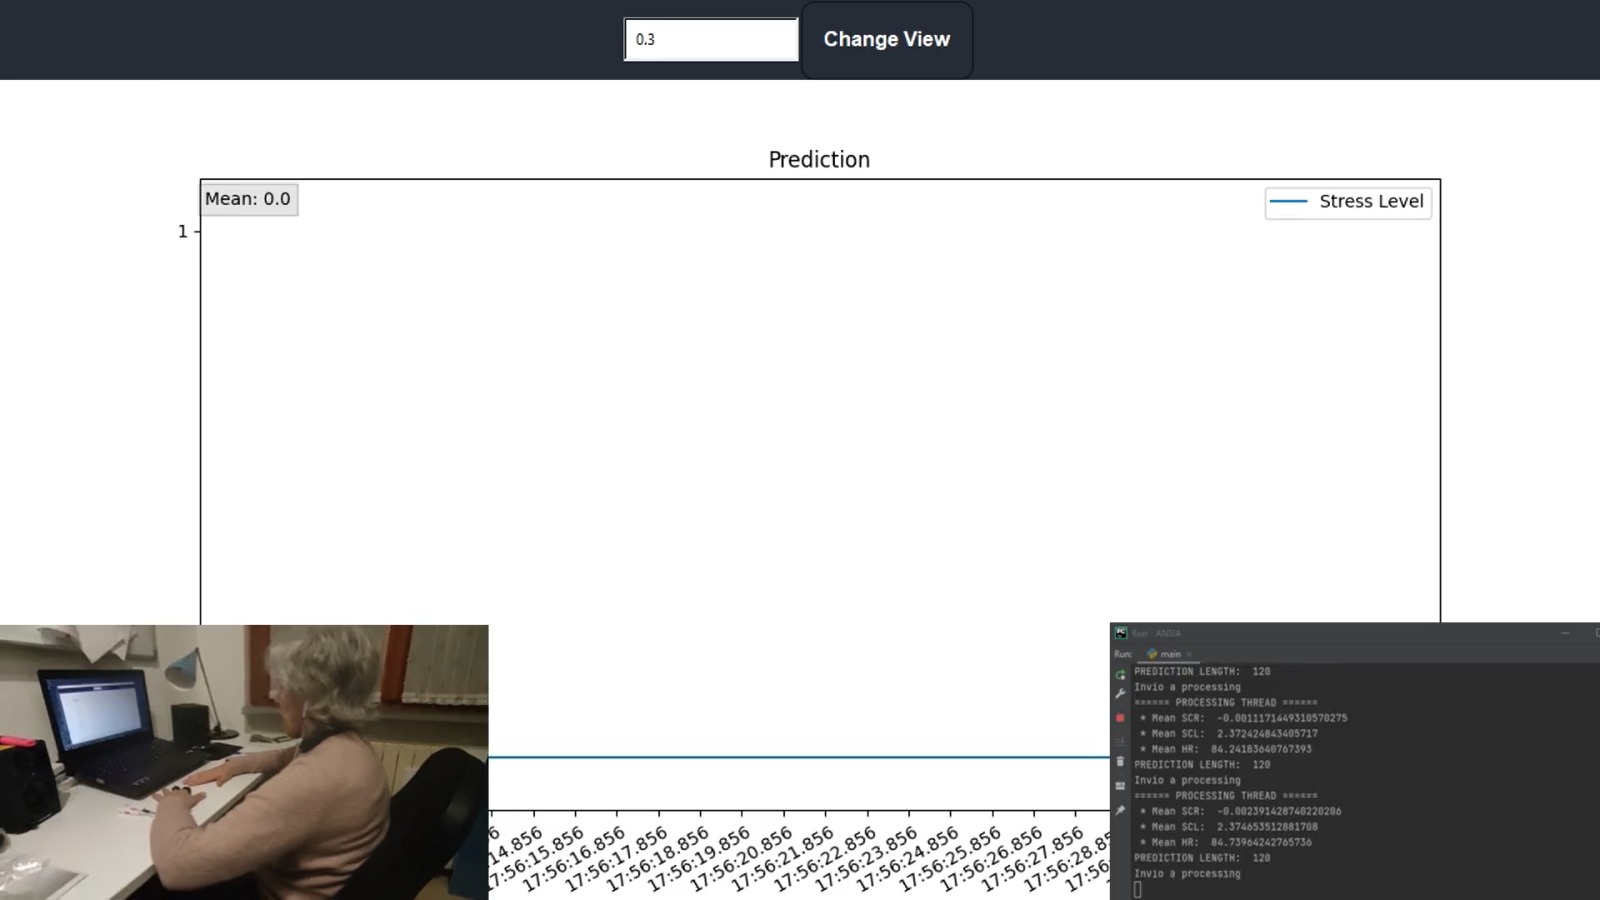 0.3
Change View
Prediction
Mean: 0.0
Stress Level
1
Run - ANNA
Run:
main
PREDICTION LENGTH: 120
Invio a processing
====== PROCESSING THREAD ======
* Mean SCR: -0.0011171449310570275
* Mean SCL: 2.372424843405717
* Mean HR: 84.24183640767393
PREDICTION LENGTH: 120
Invio a processing
====== PROCESSING THREAD ======
* Mean SCR: -0.002391428740220206
* Mean SCL: 2.374653512881708
* Mean HR: 84.73964242765736
PREDICTION LENGTH: 120
Invio a processing
14.856
17:56:15.856
17:56:16.856
17:56:17.856
17:56:18.856
17:56:19.856
17:56:20.856
17:56:21.856
17:56:22.856
17:56:23.856
17:56:24.856
17:56:25.856
17:56:26.856
17:56:27.856
17:56:28.85
17:56